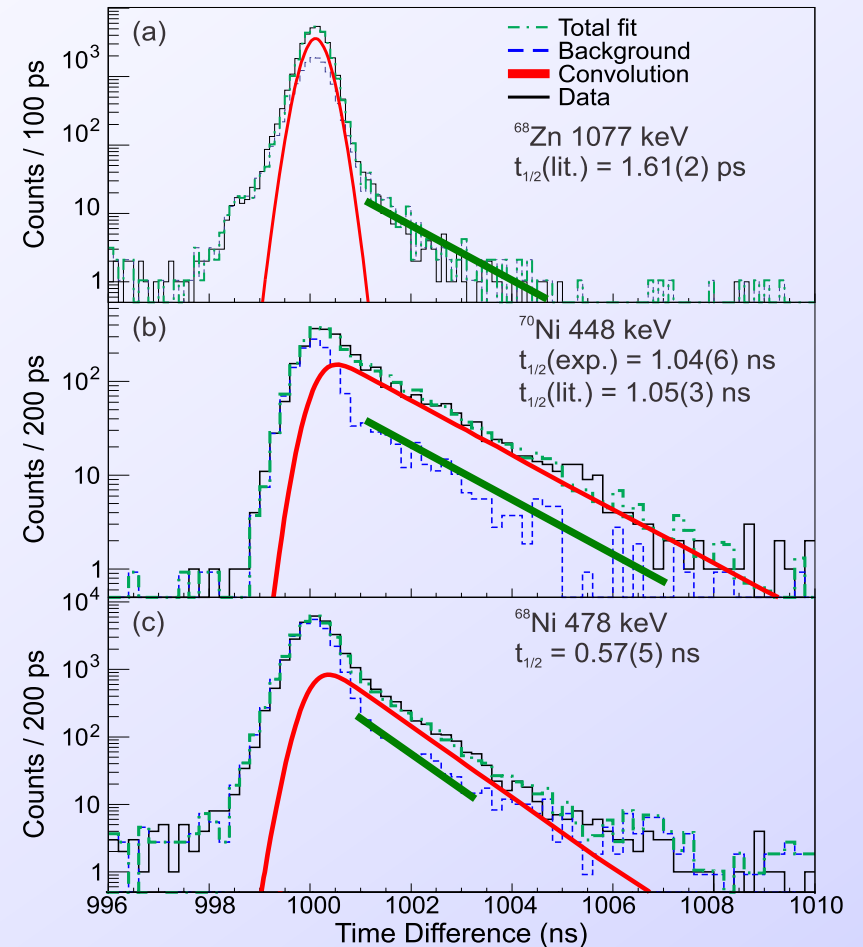 (a)
Total fit
Background
Convolution
Data
⁶⁸Zn 1077 keV
t₁/₂(lit.) = 1.61(2) ps
Counts / 100 ps
10³
10²
10
1
(b)
⁷⁰Ni 448 keV
t₁/₂(exp.) = 1.04(6) ns
t₁/₂(lit.) = 1.05(3) ns
Counts / 200 ps
10²
10
1
(c)
⁶⁸Ni 478 keV
t₁/₂ = 0.57(5) ns
Counts / 200 ps
10⁴
10³
10²
10
1
996 998 1000 1002 1004 1006 1008 1010
Time Difference (ns)